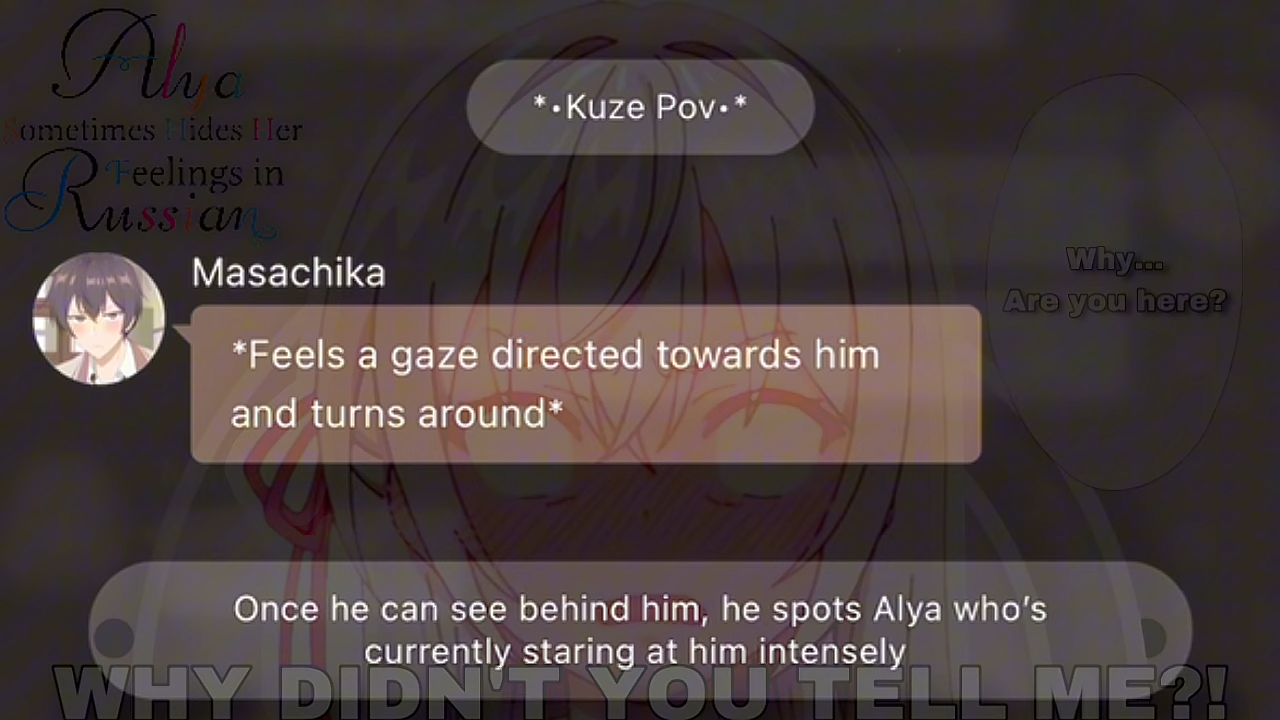 Alya
Sometimes Hides Her
Feelings in
Russian
*•Kuze Pov•*
Why...
Are you here?
Masachika
*Feels a gaze directed towards him
and turns around*
Once he can see behind him, he spots Alya who's
currently staring at him intensely
WHY DIDN'T YOU TELL ME?!